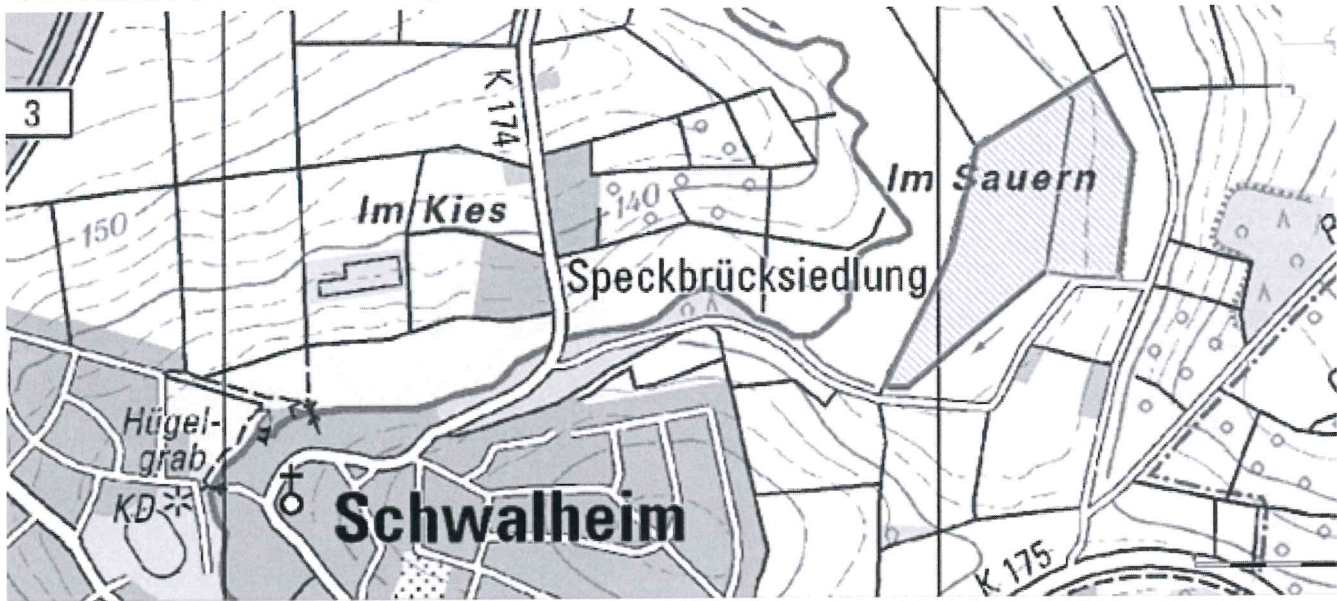 3
K 174
Im Kies
140
Im Sauern
150
Speckbrücksiedlung
Hügel-
grab
KD
Schwalheim
K 175